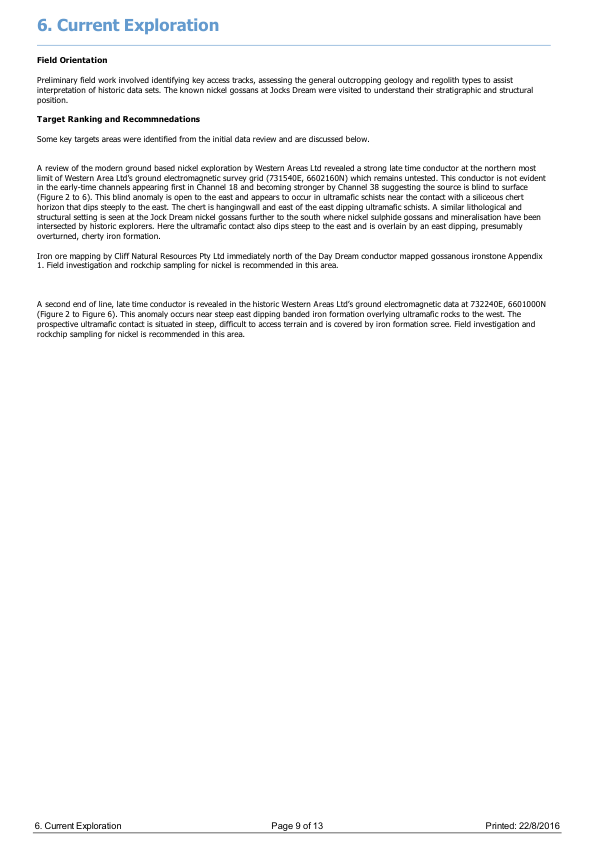 6. Current Exploration
Field Orientation
Preliminary field work involved identifying key access tracks, assessing the general outcropping geology and regolith types to assist
interpretation of historic data sets. The known nickel gossans at Jocks Dream were visited to understand their stratigraphic and structural
position.
Target Ranking and Recommnedations
Some key targets areas were identified from the initial data review and are discussed below.
A review of the modern ground based nickel exploration by Western Areas Ltd revealed a strong late time conductor at the northern most
limit of Western Area Ltd's ground electromagnetic survey grid (731540E, 6602160N) which remains untested. This conductor is not evident
in the early-time channels appearing first in Channel 18 and becoming stronger by Channel 38 suggesting the source is blind to surface
(Figure 2 to 6). This blind anomaly is open to the east and appears to occur in ultramafic schists near the contact with a siliceous chert
horizon that dips steeply to the east. The chert is hangingwall and east of the east dipping ultramafic schists. A similar lithological and
structural setting is seen at the Jock Dream nickel gossans further to the south where nickel sulphide gossans and mineralisation have been
intersected by historic explorers. Here the ultramafic contact also dips steep to the east and is overlain by an east dipping, presumably
overturned, cherty iron formation.
Iron ore mapping by Cliff Natural Resources Pty Ltd immediately north of the Day Dream conductor mapped gossanous ironstone Appendix
1. Field investigation and rockchip sampling for nickel is recommended in this area.
A second end of line, late time conductor is revealed in the historic Western Areas Ltd's ground electromagnetic data at 732240E, 6601000N
(Figure 2 to Figure 6). This anomaly occurs near steep east dipping banded iron formation overlying ultramafic rocks to the west. The
prospective ultramafic contact is situated in steep, difficult to access terrain and is covered by iron formation scree. Field investigation and
rockchip sampling for nickel is recommended in this area.
6. Current Exploration Page 9 of 13 Printed: 22/8/2016